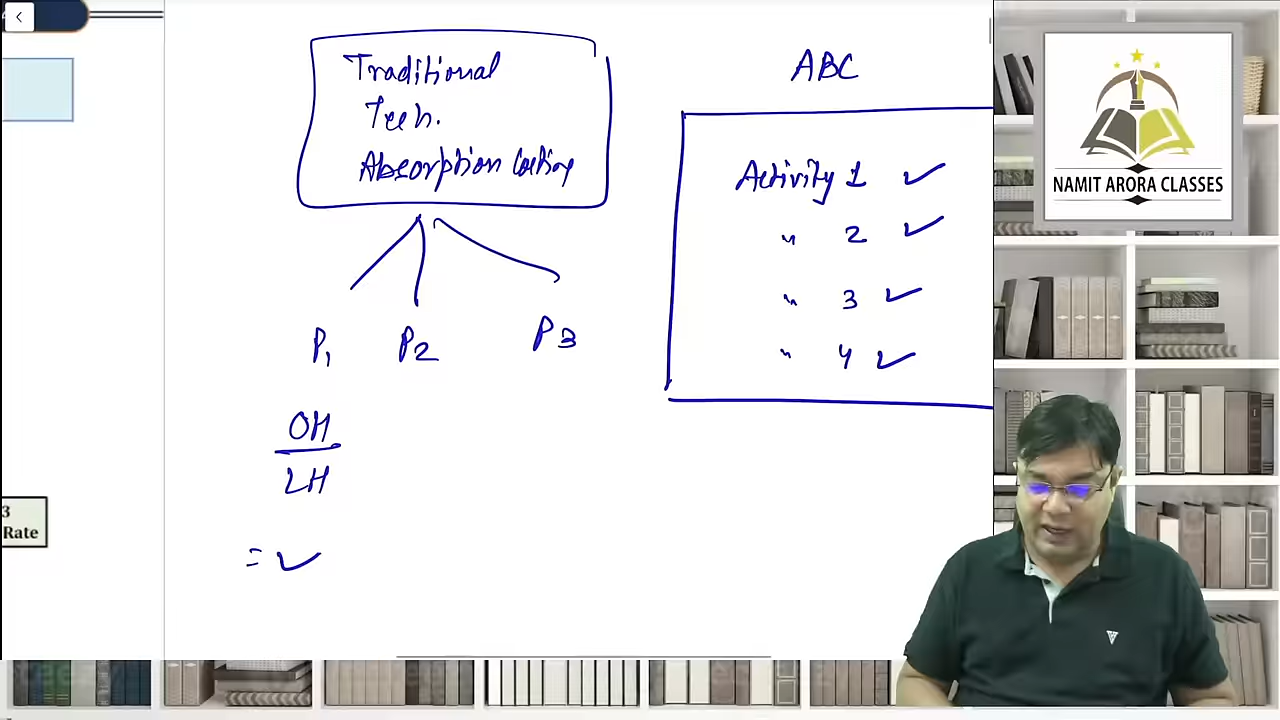 Traditional
Tech.
Absorption Costing
P1 P2 P3
OH
LH
= ✓
ABC
Activity 1 ✓
" 2 ✓
" 3 ✓
" 4 ✓
3
Rate
NAMIT ARORA CLASSES